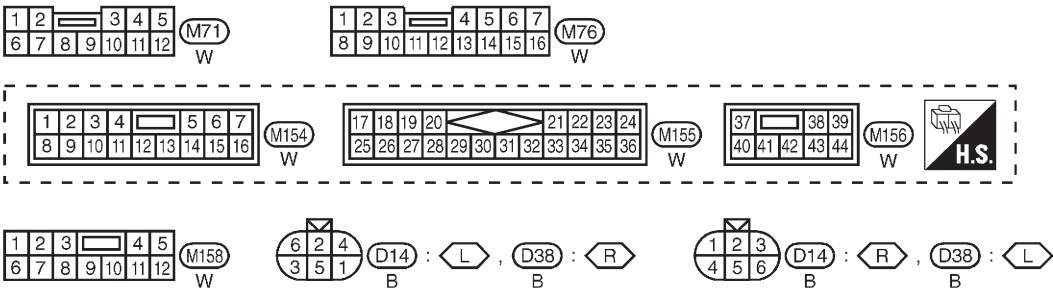 1 2 3 4 5
6 7 8 9 10 11 12
M71
W
1 2 3 4 5 6 7
8 9 10 11 12 13 14 15 16
M76
W
1 2 3 4 5 6 7
8 9 10 11 12 13 14 15 16
M154
W
17 18 19 20 21 22 23 24
25 26 27 28 29 30 31 32 33 34 35 36
M155
W
37 38 39
40 41 42 43 44
M156
W
H.S.
1 2 3 4 5
6 7 8 9 10 11 12
M158
W
6 2 4
3 5 1
D14 : L , D38 : R
B B
1 2 3
4 5 6
D14 : R , D38 : L
B B